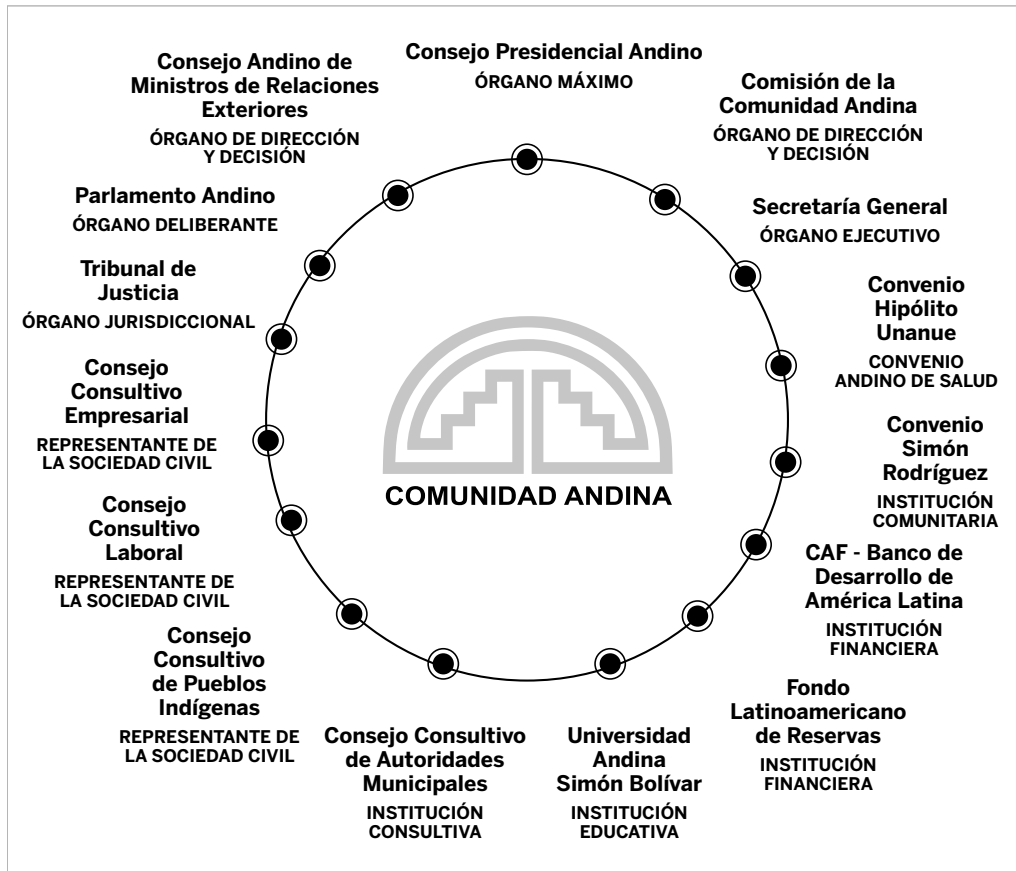 Consejo Presidencial Andino
ÓRGANO MÁXIMO
Comisión de la
Comunidad Andina
ÓRGANO DE DIRECCIÓN
Y DECISIÓN
Secretaría General
ÓRGANO EJECUTIVO
Convenio
Hipólito
Unanue
CONVENIO
ANDINO DE SALUD
Convenio
Simón
Rodríguez
INSTITUCIÓN
COMUNITARIA
CAF - Banco de
Desarrollo de
América Latina
INSTITUCIÓN
FINANCIERA
Fondo
Latinoamericano
de Reservas
INSTITUCIÓN
FINANCIERA
Universidad
Andina
Simón Bolívar
INSTITUCIÓN
EDUCATIVA
Consejo Consultivo
de Autoridades
Municipales
INSTITUCIÓN
CONSULTIVA
Consejo
Consultivo
de Pueblos
Indígenas
REPRESENTANTE DE
LA SOCIEDAD CIVIL
Consejo
Consultivo
Laboral
REPRESENTANTE DE
LA SOCIEDAD CIVIL
Consejo
Consultivo
Empresarial
REPRESENTANTE DE
LA SOCIEDAD CIVIL
Tribunal de
Justicia
ÓRGANO JURISDICCIONAL
Parlamento Andino
ÓRGANO DELIBERANTE
Consejo Andino de
Ministros de Relaciones
Exteriores
ÓRGANO DE DIRECCIÓN
Y DECISIÓN
COMUNIDAD ANDINA